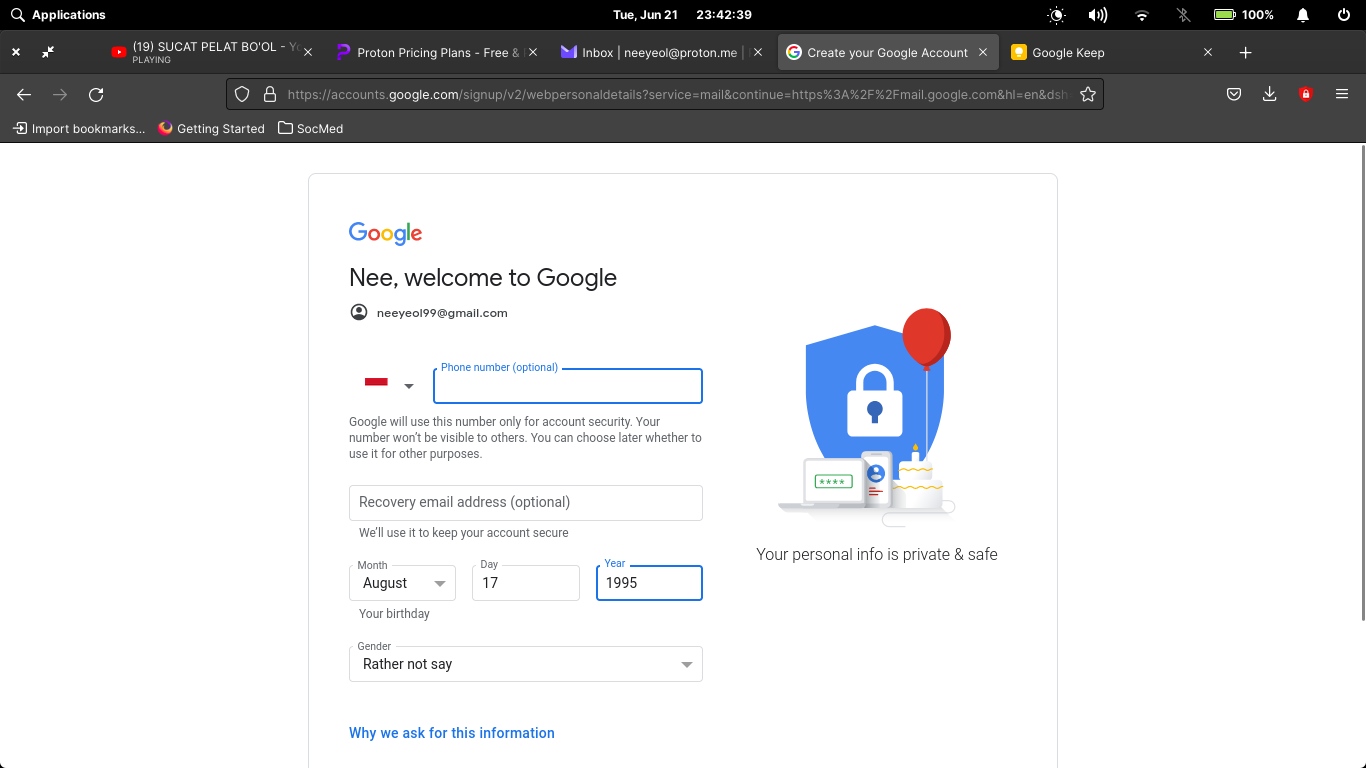 Applications
Tue, Jun 21 23:42:39
100%
(19) SUCAT PELAT BO'OL - Y
PLAYING
Proton Pricing Plans - Free &
Inbox | neeyeol@proton.me |
Create your Google Account
Google Keep
https://accounts.google.com/signup/v2/webpersonaldetails?service=mail&continue=https%3A%2F%2Fmail.google.com&hl=en&dsh
Import bookmarks...
Getting Started
SocMed
Google
Nee, welcome to Google
neeyeol99@gmail.com
Phone number (optional)
Google will use this number only for account security. Your
number won't be visible to others. You can choose later whether to
use it for other purposes.
Recovery email address (optional)
We'll use it to keep your account secure
Month Day Year
August 17 1995
Your birthday
Gender
Rather not say
Why we ask for this information
****
Your personal info is private & safe